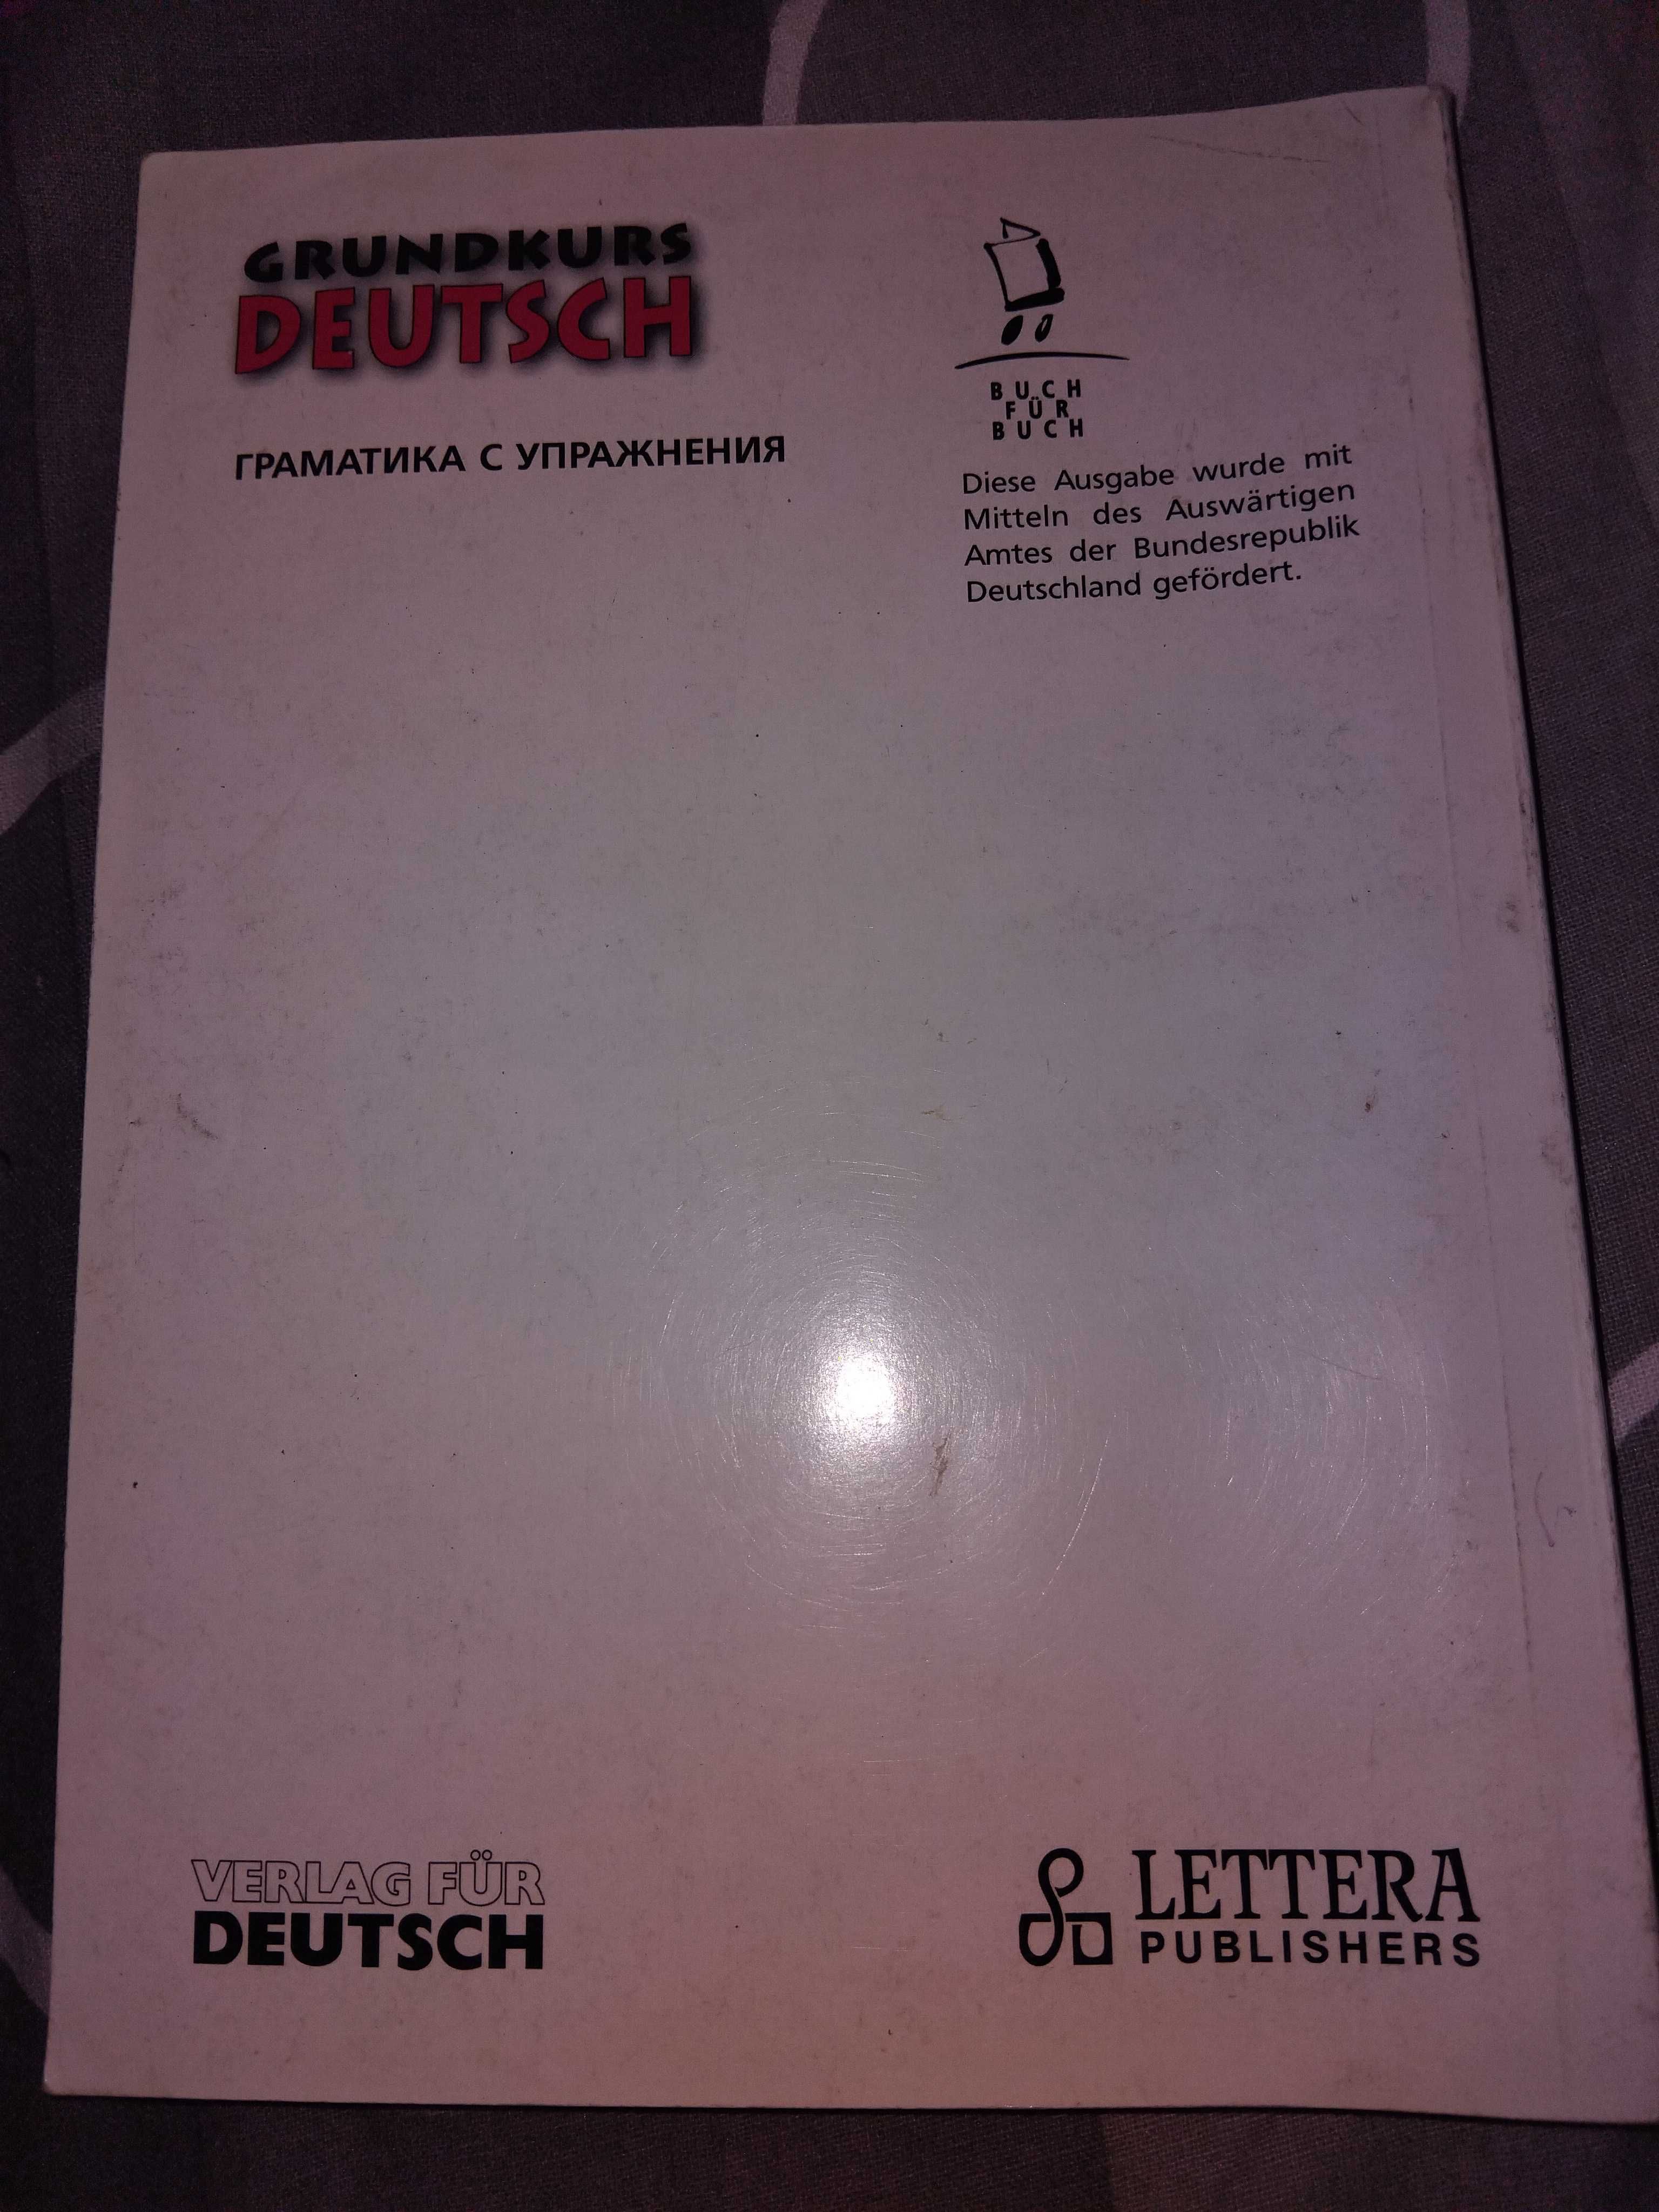 GRUNDKURS
DEUTSCH
ГРАМАТИКА С УПРАЖНЕНИЯ
BUCH
FÜR
BUCH
Diese Ausgabe wurde mit
Mitteln des Auswärtigen
Amtes der Bundesrepublik
Deutschland gefördert.
VERLAG FÜR
DEUTSCH
LETTERA
PUBLISHERS